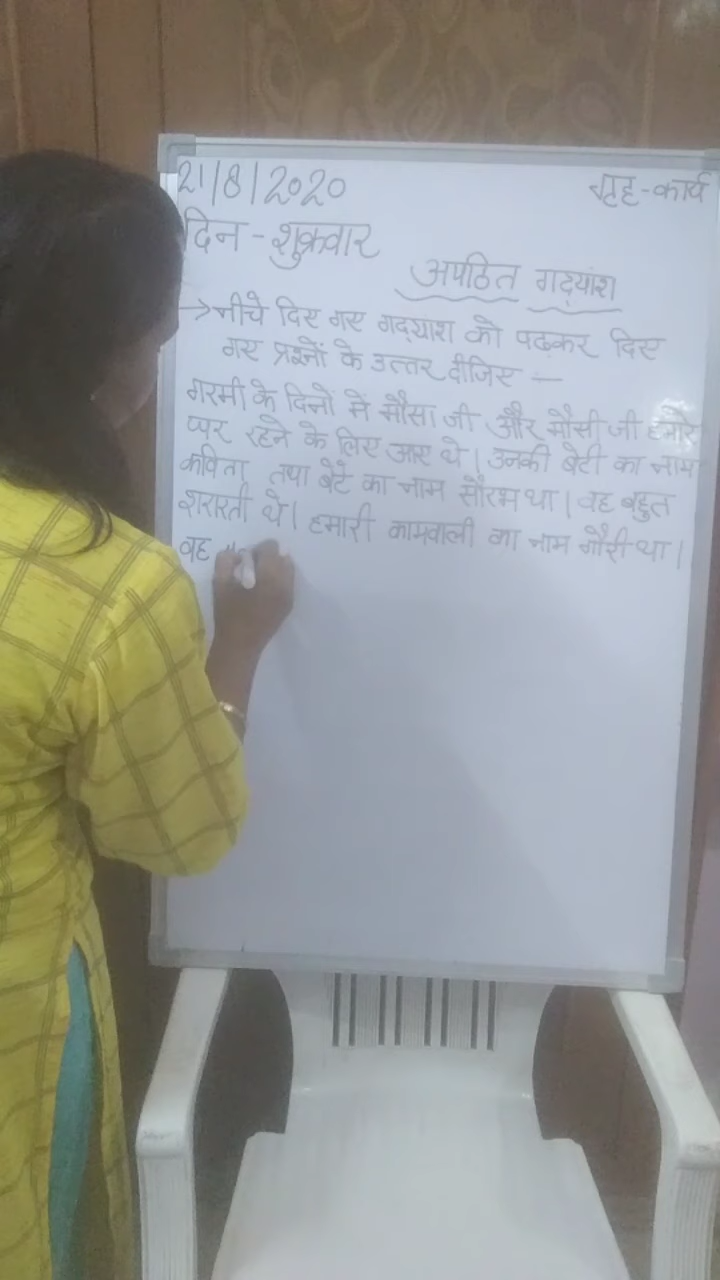 21/8/2020 गृह-कार्य
दिन - शुक्रवार
अपठित गद्यांश
→ नीचे दिए गए गद्यांश को पढ़कर दिए
गए प्रश्नों के उत्तर दीजिए —
गरमी के दिनों में मौसा जी और मौसी जी हमारे
घर रहने के लिए आए थे। उनकी बेटी का नाम
कविता तथा बेटे का नाम सौरभ था। वह बहुत
शरारती थे। हमारी कामवाली का नाम गौरी था।
वह